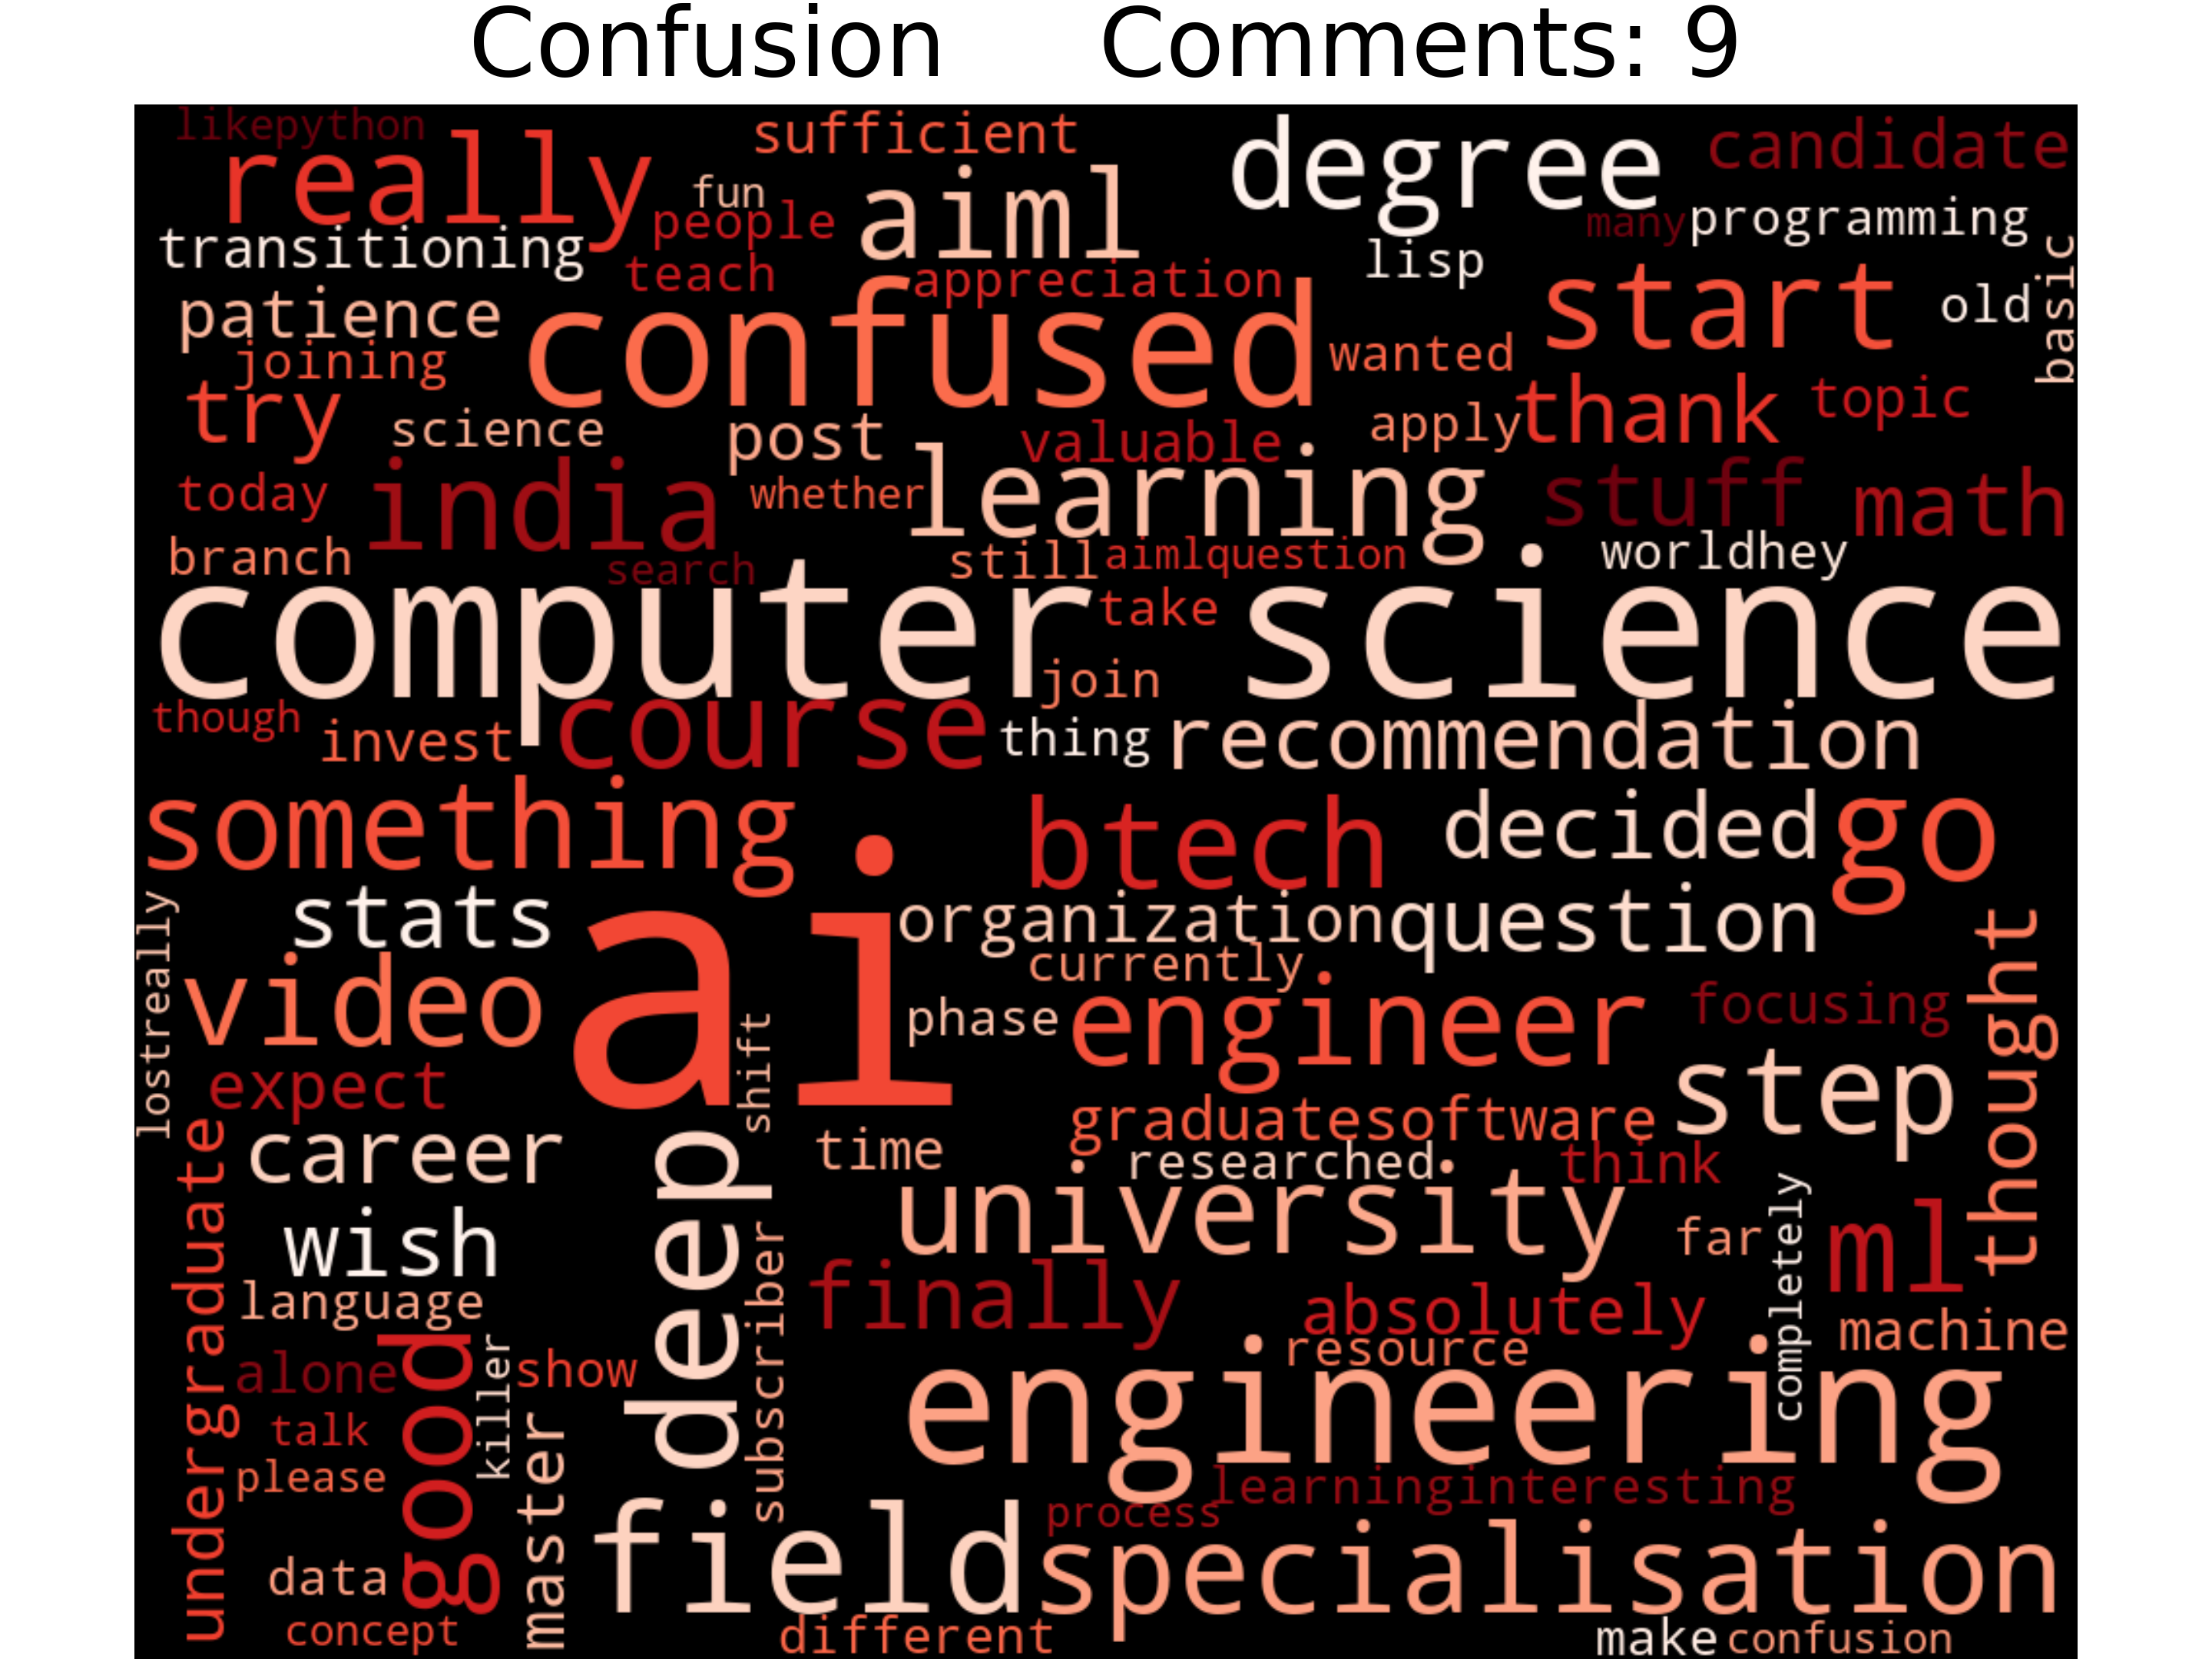 Confusion Comments: 9
likepython
really
sufficient
degree
candidate
fun
people
aiml
many
programming
transitioning
teach
appreciation
lisp
basic
patience
confused
start
old
joining
wanted
try
science
post
valuable
apply
thank
topic
today
india
whether
learning
stuff
math
branch
search
still
aimlquestion
worldhey
computer science
take
join
though
invest
course
thing
recommendation
something
btech
decided
go
stats
ai
organization
question
lostreally
video
currently
thought
phase
engineer
focusing
expect
shift
step
graduatesoftware
career
deep
time
researched
think
undergraduate
university
completely
wish
far
ml
language
subscriber
finally
absolutely
machine
good
killer
resource
alone
show
engineering
talk
master
please
learninginteresting
process
field
specialisation
data
concept
different
make
confusion